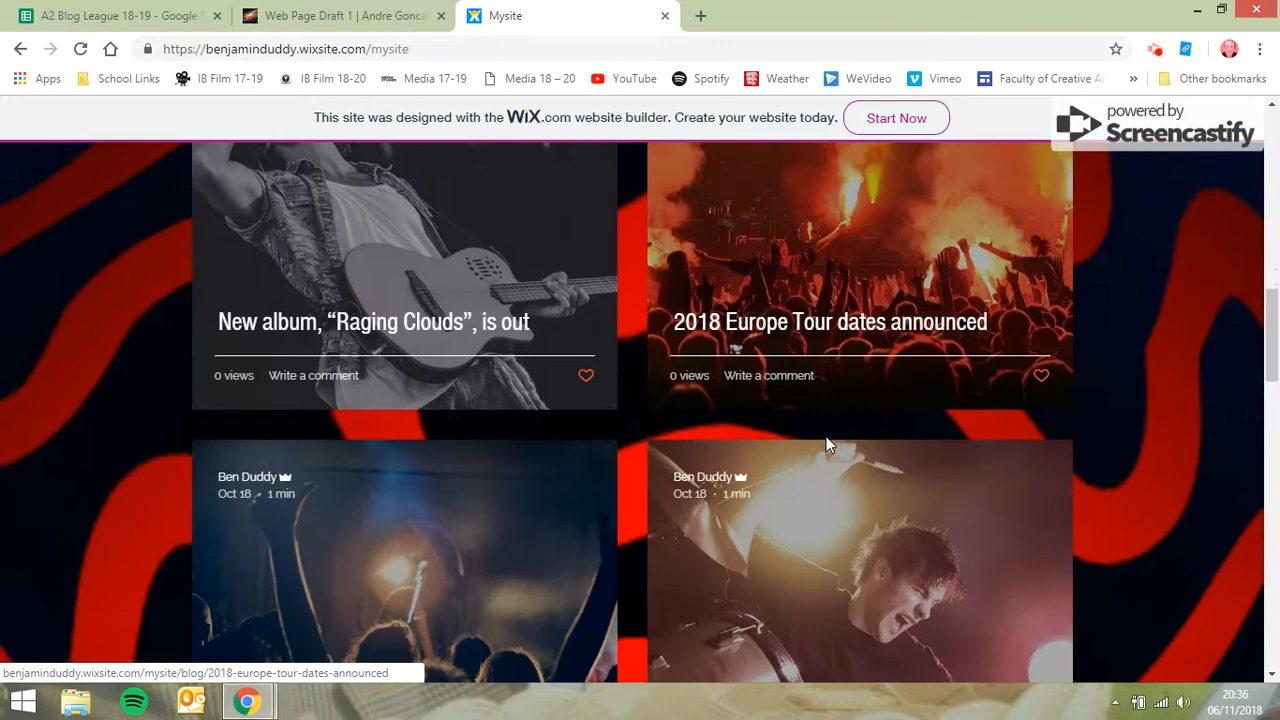 A2 Blog League 18-19 - Google
Web Page Draft 1 | Andre Goncal
Mysite
https://benjaminduddy.wixsite.com/mysite
Apps
School Links
IB Film 17-19
IB Film 18-20
Media 17-19
Media 18 – 20
YouTube
Spotify
Weather
WeVideo
Vimeo
Faculty of Creative Ar
Other bookmarks
This site was designed with the WiX.com website builder. Create your website today.
Start Now
powered by
Screencastify
New album, “Raging Clouds”, is out
0 views Write a comment
2018 Europe Tour dates announced
0 views Write a comment
Ben Duddy
Oct 18 · 1 min
Ben Duddy
Oct 18 · 1 min
benjaminduddy.wixsite.com/mysite/blog/2018-europe-tour-dates-announced
20:36
06/11/2018